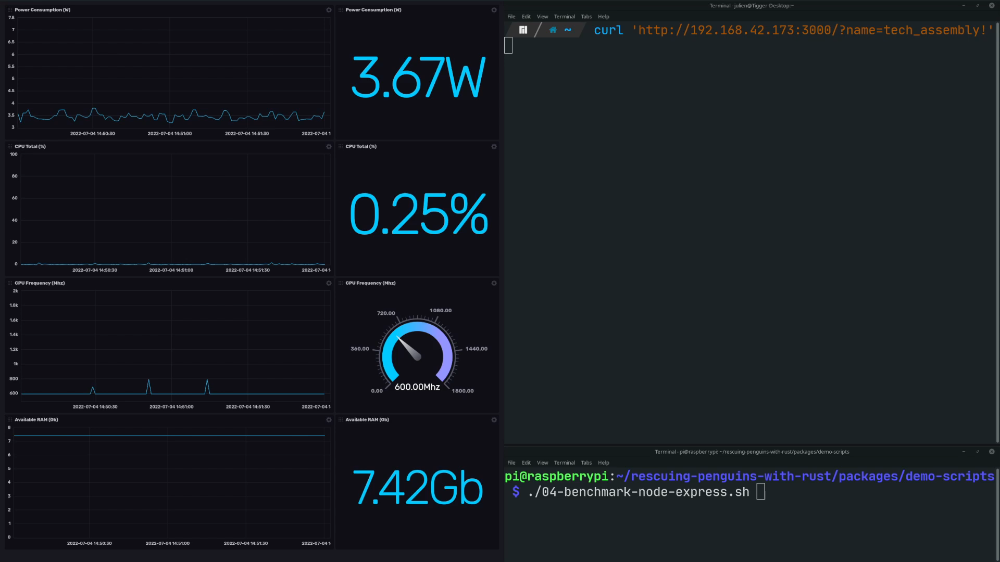 Power Consumption (W)
7.5
7
6.5
6
5.5
5
4.5
4
3.5
3
2022-07-04 14:50:30
2022-07-04 14:51:00
2022-07-04 14:51:30
2022-07-04 1
Power Consumption (W)
3.67W
CPU Total (%)
100
80
60
40
20
0
2022-07-04 14:50:30
2022-07-04 14:51:00
2022-07-04 14:51:30
2022-07-04 1
CPU Total (%)
0.25%
CPU Frequency (Mhz)
2k
1.8k
1.6k
1.4k
1.2k
1k
800
600
2022-07-04 14:50:30
2022-07-04 14:51:00
2022-07-04 14:51:30
2022-07-04 1
CPU Frequency (Mhz)
720.00
1080.00
360.00
1440.00
0.00
600.00Mhz
1800.00
Available RAM (Gb)
8
7
6
5
4
3
2
1
0
2022-07-04 14:50:30
2022-07-04 14:51:00
2022-07-04 14:51:30
2022-07-04 1
Available RAM (Gb)
7.42Gb
Terminal - julien@Tigger-Desktop:~
File Edit View Terminal Tabs Help
~ curl 'http://192.168.42.173:3000/?name=tech_assembly!'
Terminal - pi@raspberrypi: ~/rescuing-penguins-with-rust/packages/demo-scripts
File Edit View Terminal Tabs Help
pi@raspberrypi:~/rescuing-penguins-with-rust/packages/demo-scripts
$ ./04-benchmark-node-express.sh